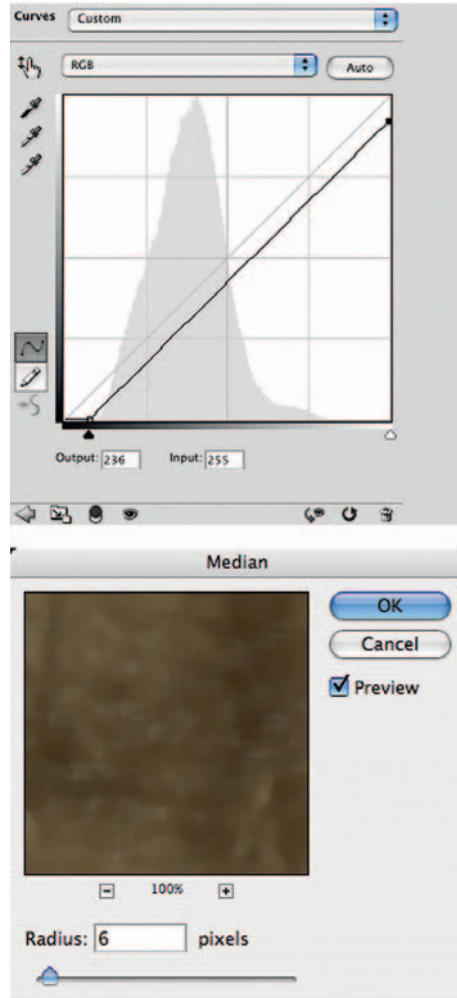 Curves Custom
RGB Auto
Output: 236 Input: 255
Median
OK
Cancel
Preview
100%
Radius: 6 pixels